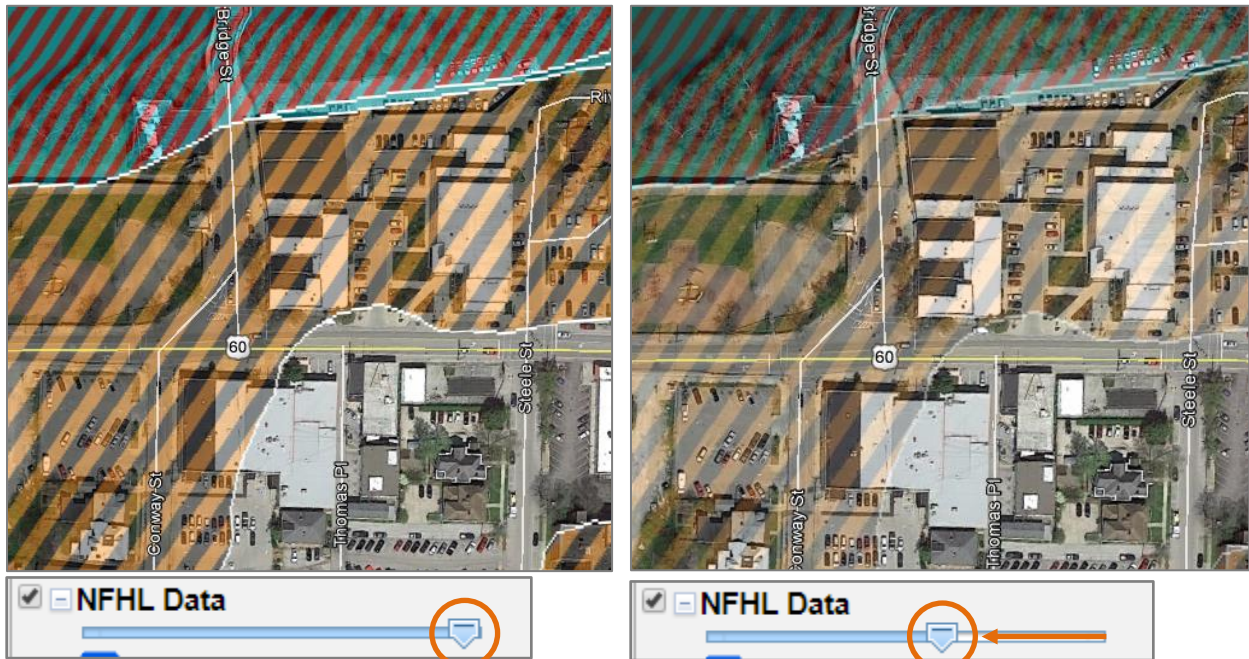 Bridge St
Riv
60
Steele St
Conway St
Thomas Pl
NFHL Data
Bridge St
60
Steele St
Conway St
Thomas Pl
NFHL Data